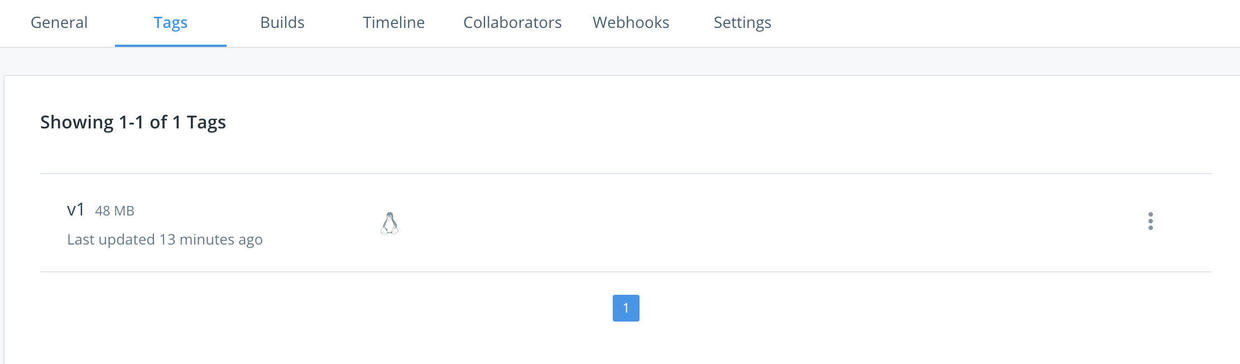 General Tags Builds Timeline Collaborators Webhooks Settings
Showing 1-1 of 1 Tags
v1 48 MB
Last updated 13 minutes ago
1